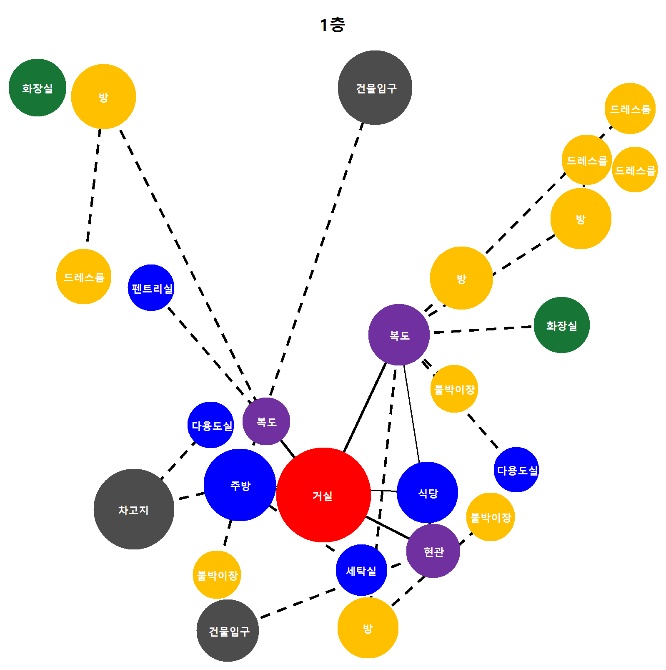 1층
화장실
방
건물입구
드레스룸
드레스룸
드레스룸
방
드레스룸
펜트리실
방
복도
화장실
붙박이장
복도
다용도실
다용도실
주방
거실
식당
차고지
붙박이장
현관
세탁실
붙박이장
건물입구
방